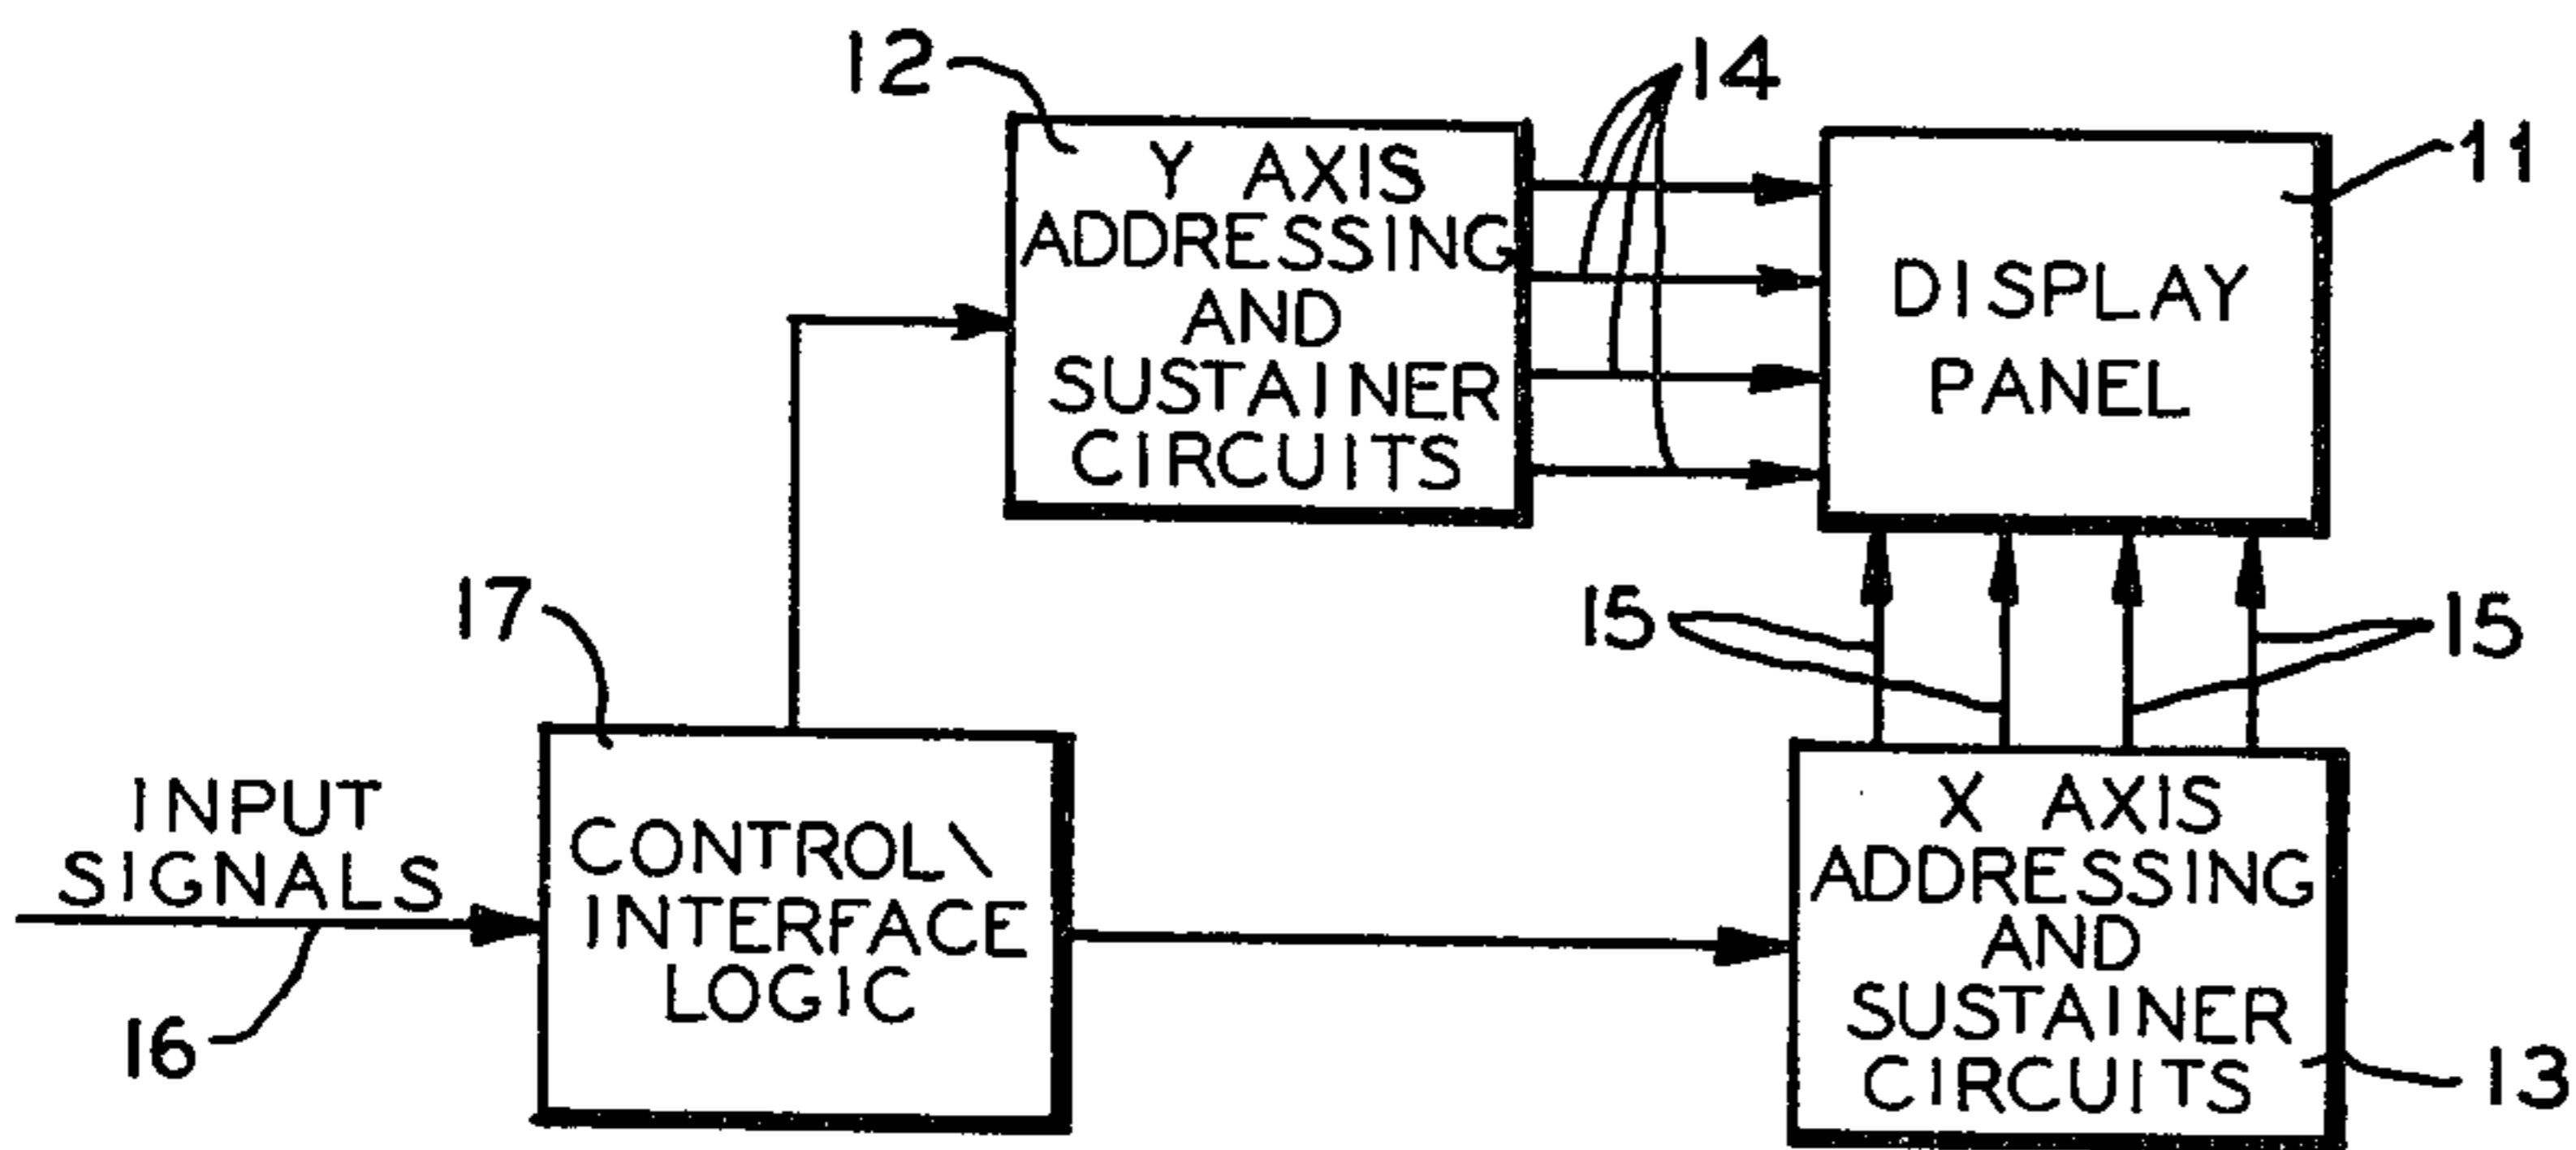 12
14
11
Y AXIS
ADDRESSING
AND
SUSTAINER
CIRCUITS
DISPLAY
PANEL
17
15
15
INPUT
SIGNALS
16
CONTROL\
INTERFACE
LOGIC
X AXIS
ADDRESSING
AND
SUSTAINER
CIRCUITS
13